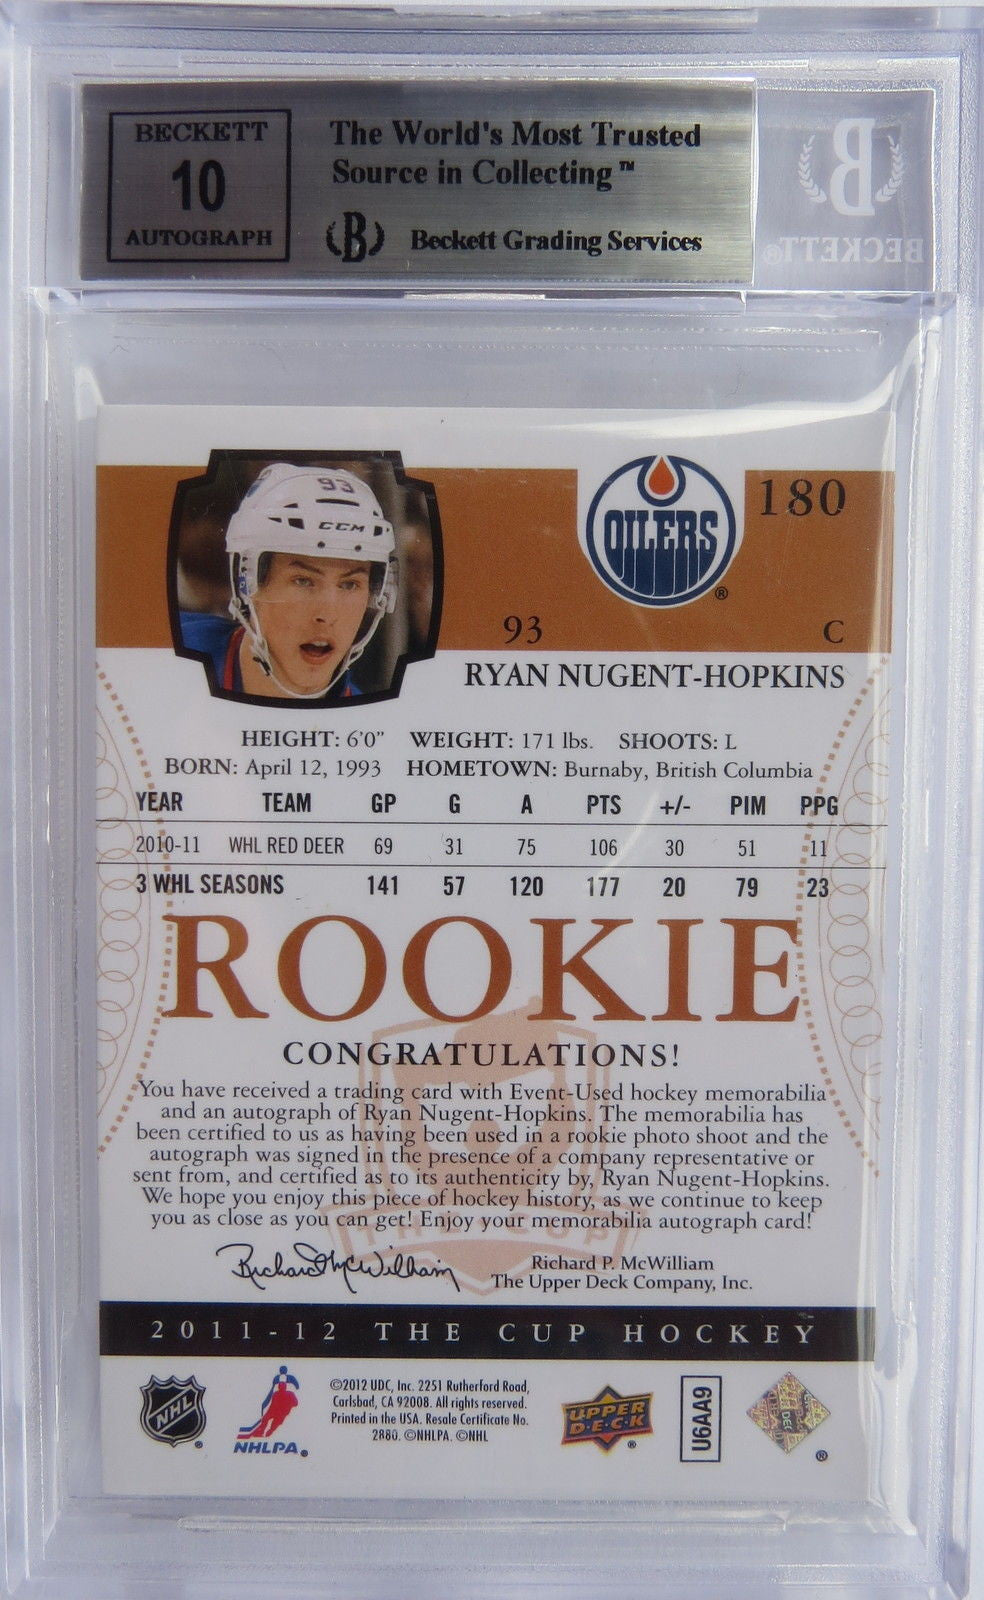 BECKETT
10
AUTOGRAPH
The World's Most Trusted
Source in Collecting™
B
Beckett Grading Services
B
BECKETT®
93
CCM
OILERS
®
180
93 C
RYAN NUGENT-HOPKINS
HEIGHT: 6'0" WEIGHT: 171 lbs. SHOOTS: L
BORN: April 12, 1993 HOMETOWN: Burnaby, British Columbia
YEAR TEAM GP G A PTS +/- PIM PPG
2010-11 WHL RED DEER 69 31 75 106 30 51 11
3 WHL SEASONS 141 57 120 177 20 79 23
ROOKIE
CONGRATULATIONS!
You have received a trading card with Event-Used hockey memorabilia
and an autograph of Ryan Nugent-Hopkins. The memorabilia has
been certified to us as having been used in a rookie photo shoot and the
autograph was signed in the presence of a company representative or
sent from, and certified as to its authenticity by, Ryan Nugent-Hopkins.
We hope you enjoy this piece of hockey history, as we continue to keep
you as close as you can get! Enjoy your memorabilia autograph card!
THE CUP
Richard McWilliam
Richard P. McWilliam
The Upper Deck Company, Inc.
2011-12 THE CUP HOCKEY
NHL
®
NHLPA®
©2012 UDC, Inc. 2251 Rutherford Road,
Carlsbad, CA 92008. All rights reserved.
Printed in the USA. Resale Certificate No.
2880. ©NHLPA. ©NHL
UPPER
DECK
®
U6AA9
®